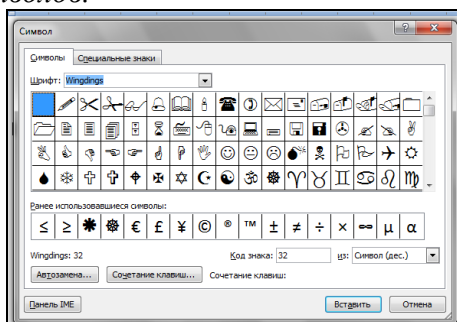 Символ
Символы Специальные знаки
Шрифт: Wingdings
Ранее использовавшиеся символы:
≤ ≥ € £ ¥ © ® ™ ± ≠ ÷ × ∞ µ α
Wingdings: 32 Код знака: 32 из: Символ (дес.)
Автозамена... Сочетание клавиш... Сочетание клавиш:
Панель IME Вставить Отмена